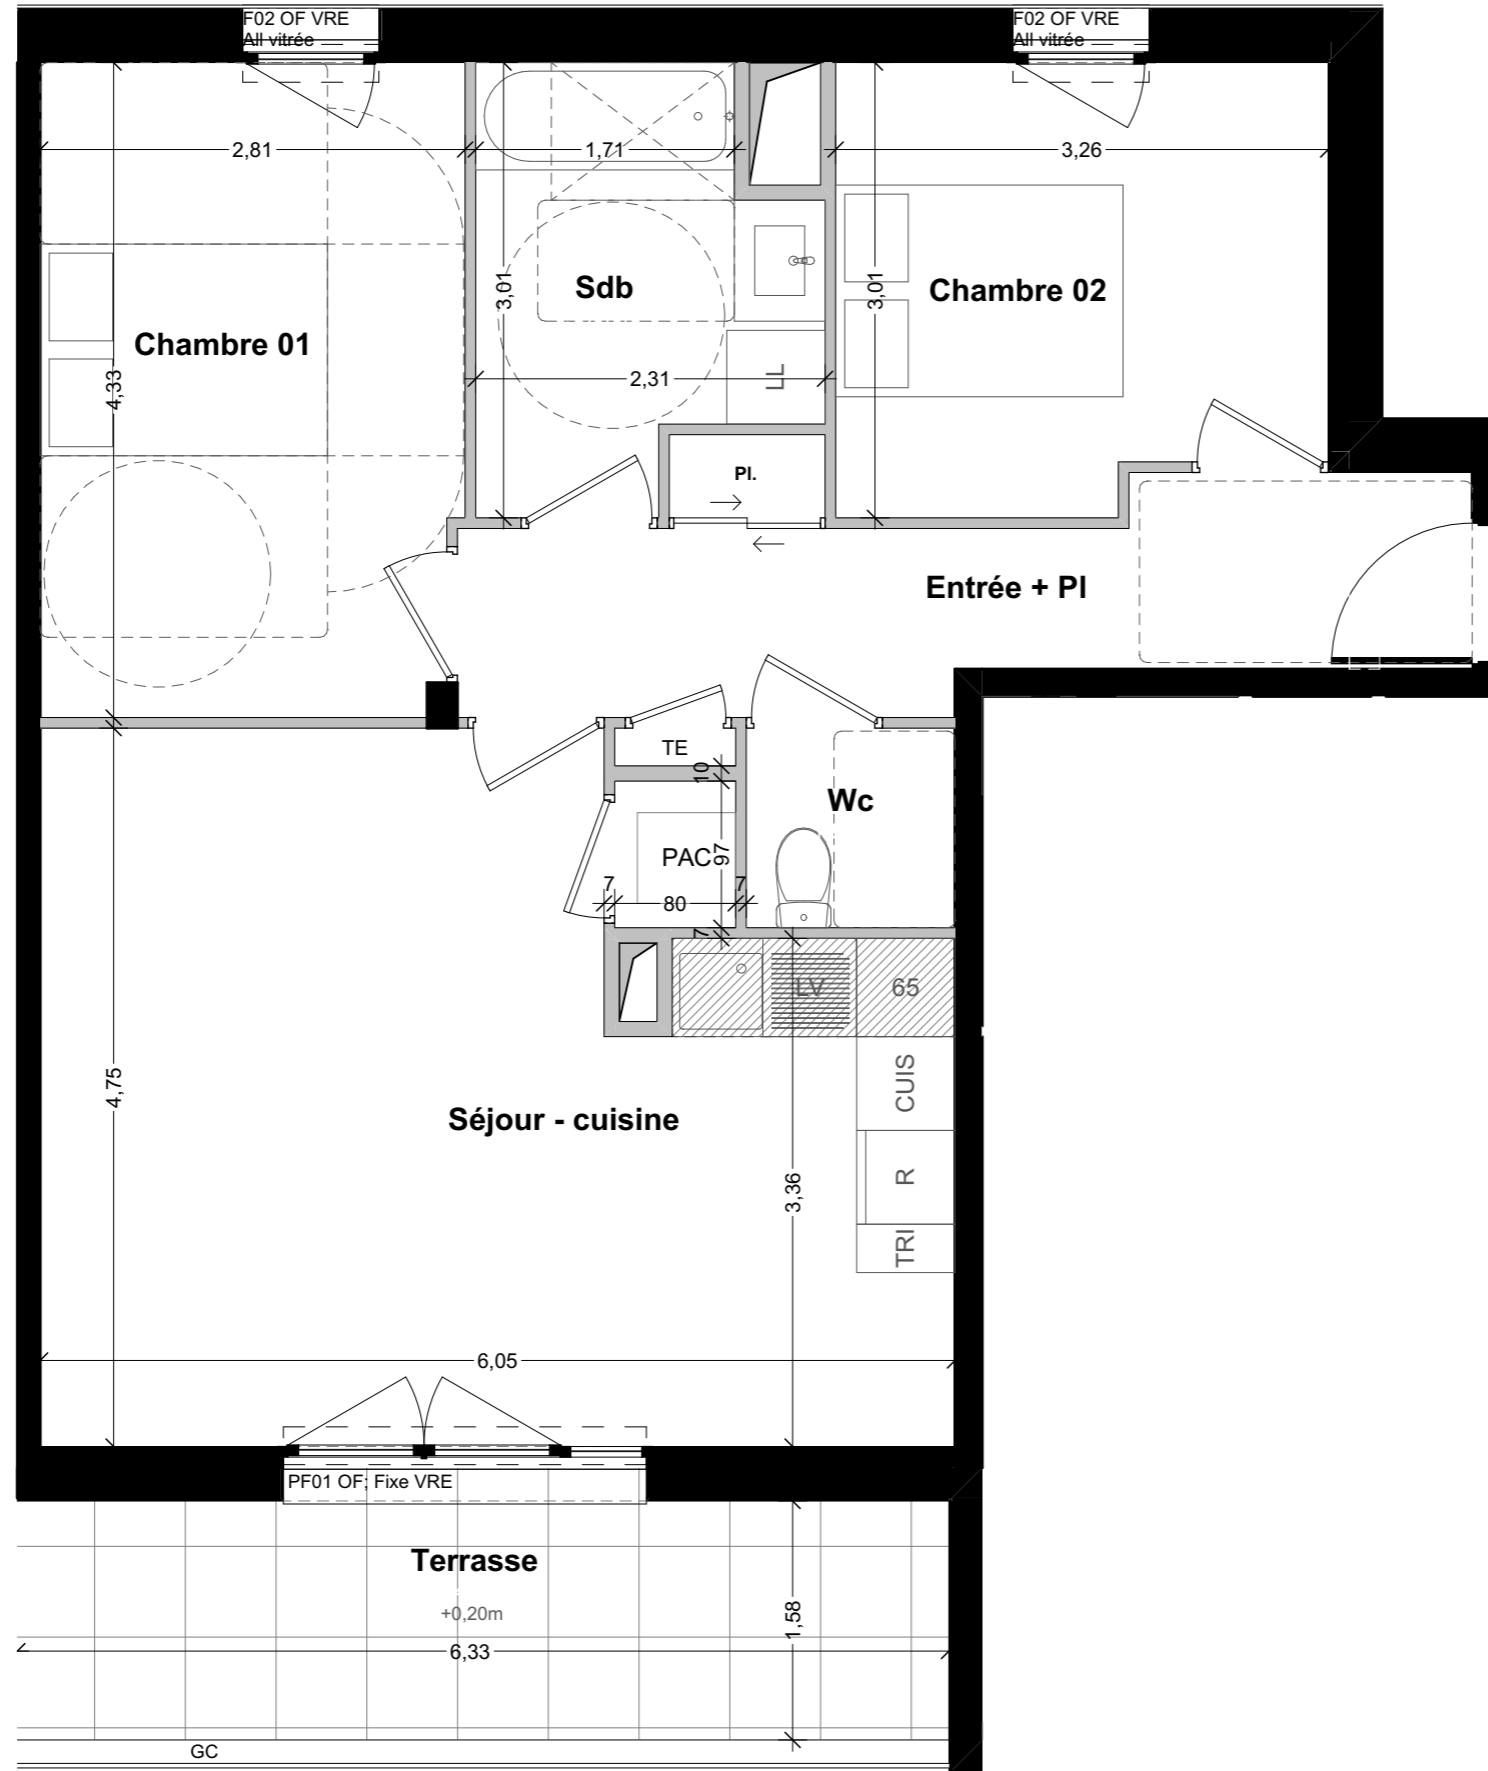 F02 OF VRE
All vitrée
F02 OF VRE
All vitrée
2,81
1,71
3,26
3,01
Sdb
3,01
Chambre 02
Chambre 01
4,33
2,31
LL
Pl.
Entrée + Pl
TE
10
Wc
PAC
97
7
80
7
7
LV
65
CUIS
4,75
Séjour - cuisine
3,36
R
TRI
6,05
PF01 OF; Fixe VRE
Terrasse
+0,20m
1,58
6,33
GC